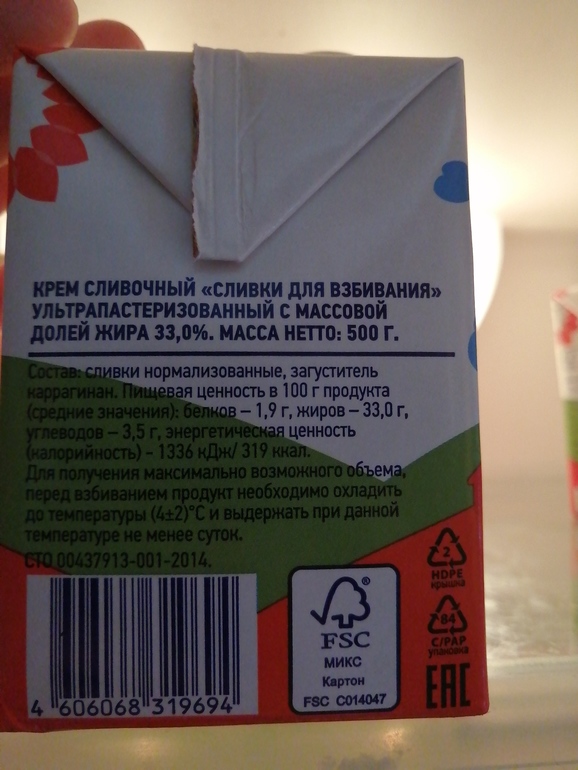 КРЕМ СЛИВОЧНЫЙ «СЛИВКИ ДЛЯ ВЗБИВАНИЯ»
УЛЬТРАПАСТЕРИЗОВАННЫЙ С МАССОВОЙ
ДОЛЕЙ ЖИРА 33,0%. МАССА НЕТТО: 500 Г.
Состав: сливки нормализованные, загуститель
каррагинан. Пищевая ценность в 100 г продукта
(средние значения): белков – 1,9 г, жиров – 33,0 г,
углеводов – 3,5 г, энергетическая ценность
(калорийность) - 1336 кДж/ 319 ккал.
Для получения максимально возможного объема,
перед взбиванием продукт необходимо охладить
до температуры (4±2)°С и выдержать при данной
температуре не менее суток.
СТО 00437913-001-2014.
4 606068 319694
FSC
®
МИКС
Картон
FSC C014047
2
HDPE
крышка
84
C/PAP
упаковка
EAC